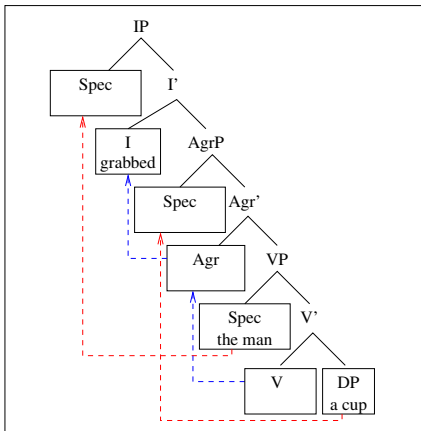 IP
Spec
I'
I
grabbed
AgrP
Spec
Agr'
Agr
VP
Spec
the man
V'
V
DP
a cup